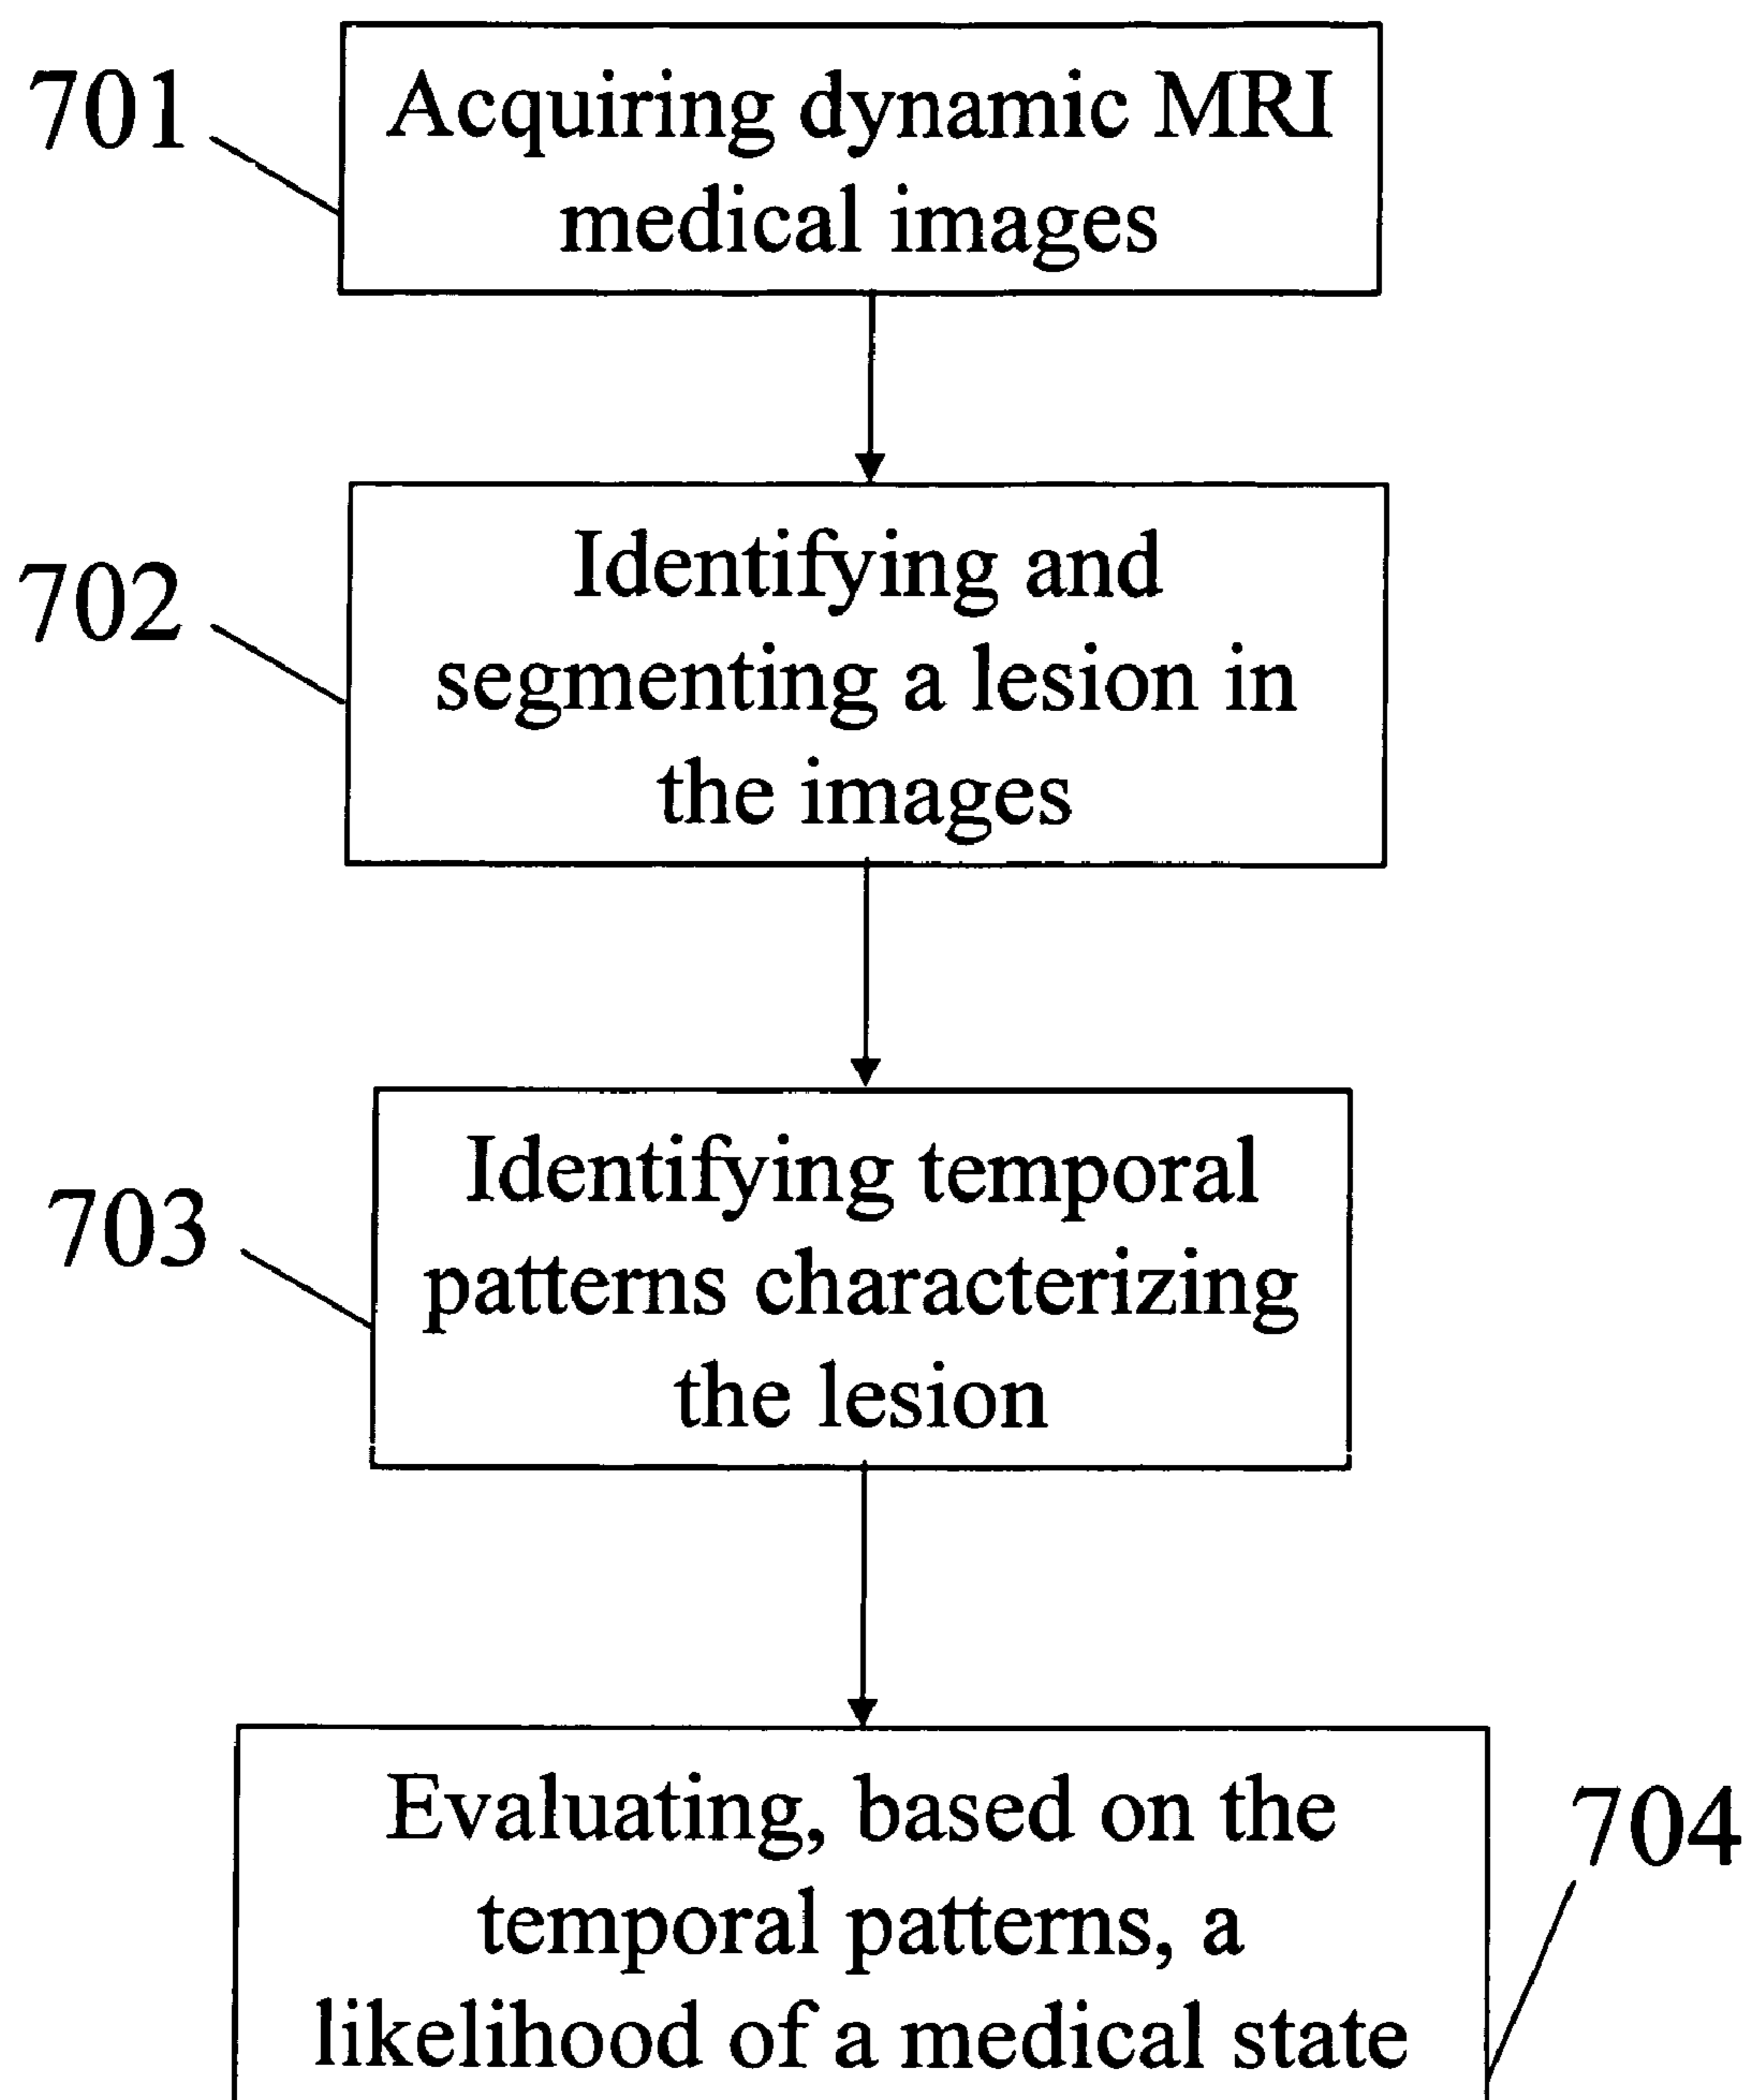 701
Acquiring dynamic MRI
medical images
702
Identifying and
segmenting a lesion in
the images
703
Identifying temporal
patterns characterizing
the lesion
Evaluating, based on the
704
temporal patterns, a
likelihood of a medical state